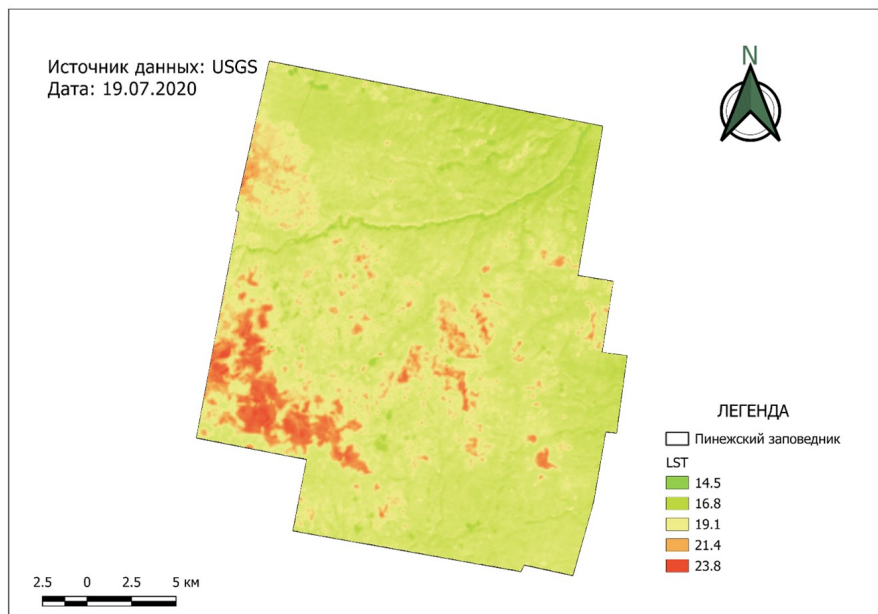 Источник данных: USGS
Дата: 19.07.2020
N
ЛЕГЕНДА
Пинежский заповедник
LST
14.5
16.8
19.1
21.4
23.8
2.5 0 2.5 5 км